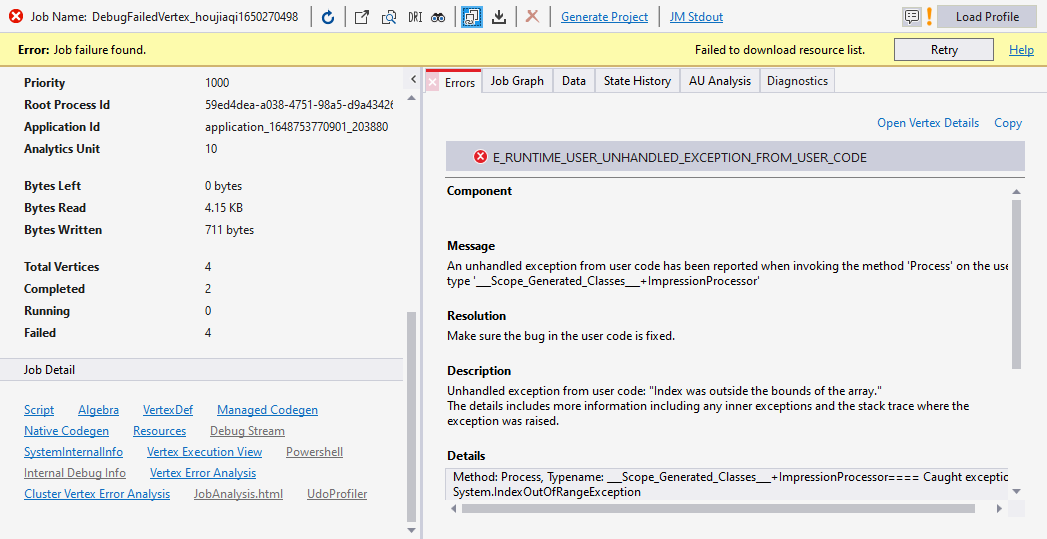 Job Name: DebugFailedVertex_houjiaqi1650270498
DRI
Generate Project
JM Stdout
Load Profile
Error: Job failure found.
Failed to download resource list.
Retry
Help
Priority 1000
Root Process Id 59ed4dea-a038-4751-98a5-d9a43426
Application Id application_1648753770901_203880
Analytics Unit 10
Bytes Left 0 bytes
Bytes Read 4.15 KB
Bytes Written 711 bytes
Total Vertices 4
Completed 2
Running 0
Failed 4
Job Detail
Script Algebra VertexDef Managed Codegen
Native Codegen Resources Debug Stream
SystemInternalInfo Vertex Execution View Powershell
Internal Debug Info Vertex Error Analysis
Cluster Vertex Error Analysis JobAnalysis.html UdoProfiler
Errors Job Graph Data State History AU Analysis Diagnostics
Open Vertex Details Copy
E_RUNTIME_USER_UNHANDLED_EXCEPTION_FROM_USER_CODE
Component
Message
An unhandled exception from user code has been reported when invoking the method 'Process' on the use
type '___Scope_Generated_Classes___+ImpressionProcessor'
Resolution
Make sure the bug in the user code is fixed.
Description
Unhandled exception from user code: "Index was outside the bounds of the array."
The details includes more information including any inner exceptions and the stack trace where the
exception was raised.
Details
Method: Process, Typename: ___Scope_Generated_Classes___+ImpressionProcessor==== Caught exceptio
System.IndexOutOfRangeException